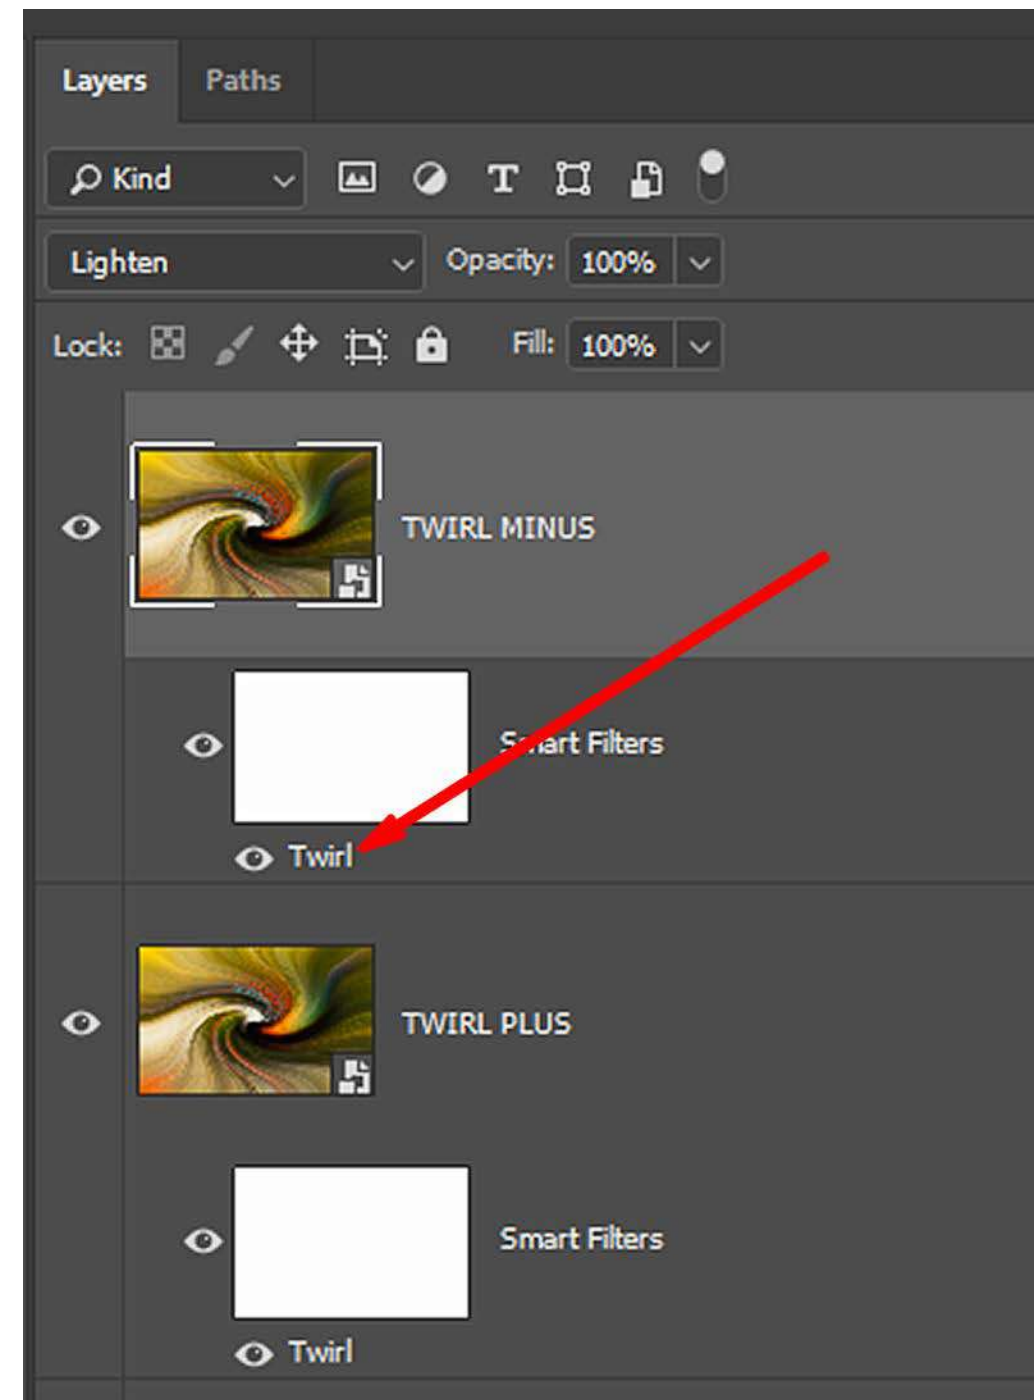 Layers Paths
Kind
Lighten Opacity: 100%
Lock: Fill: 100%
TWIRL MINUS
Smart Filters
Twirl
TWIRL PLUS
Smart Filters
Twirl